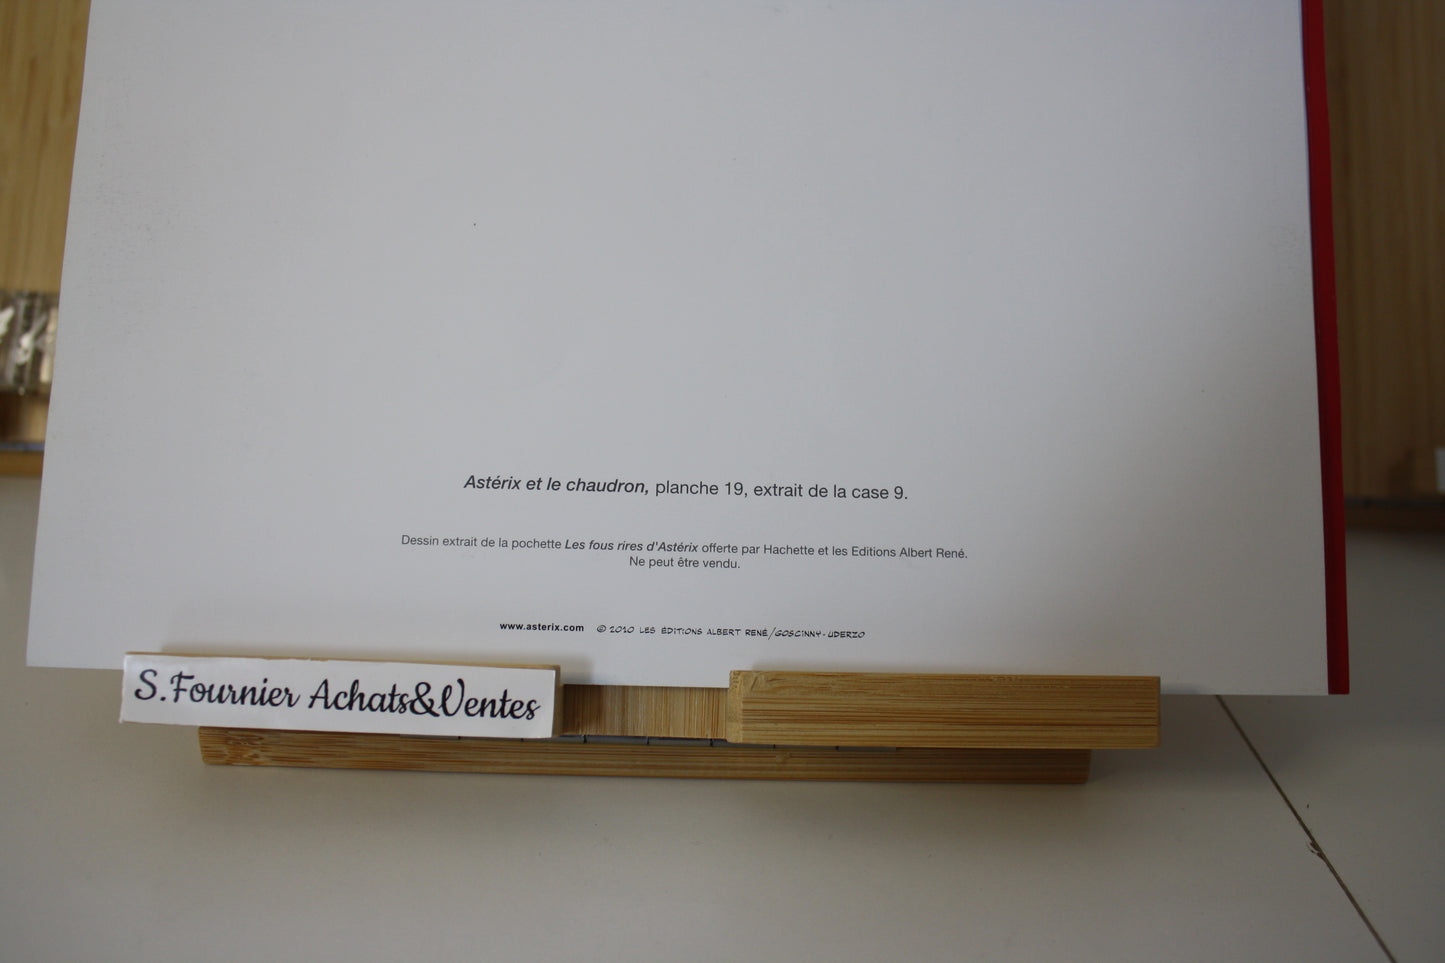 Astérix et le chaudron, planche 19, extrait de la case 9.
Dessin extrait de la pochette Les fous rires d'Astérix offerte par Hachette et les Editions Albert René.
Ne peut être vendu.
www.asterix.com © 2010 LES ÉDITIONS ALBERT RENÉ/GOSCINNY-UDERZO
S.Fournier Achats&Ventes